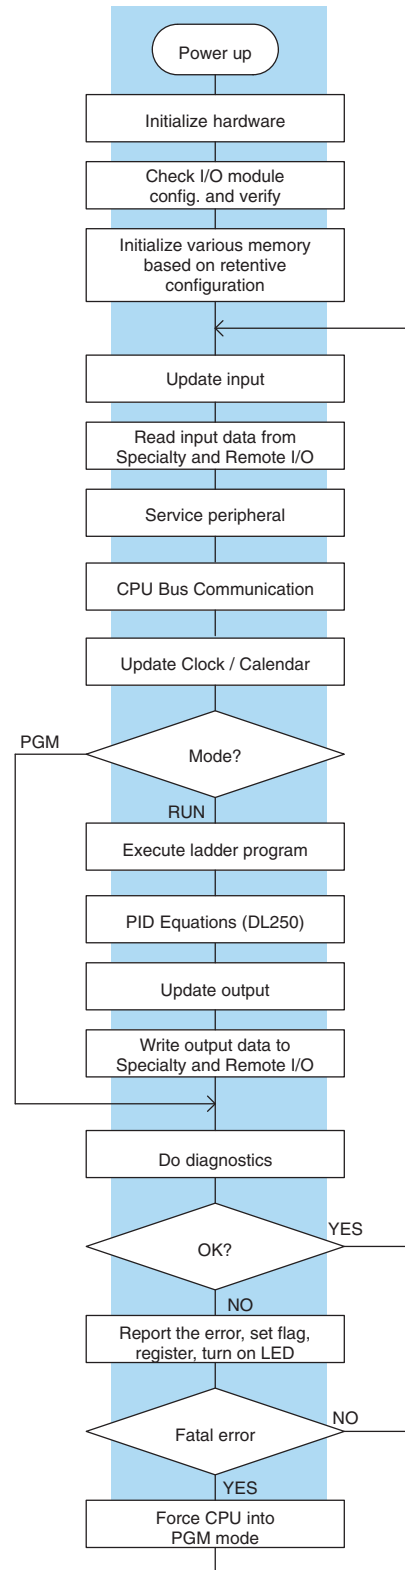 Power up
Initialize hardware
Check I/O module
config. and verify
Initialize various memory
based on retentive
configuration
Update input
Read input data from
Specialty and Remote I/O
Service peripheral
CPU Bus Communication
Update Clock / Calendar
PGM
Mode?
RUN
Execute ladder program
PID Equations (DL250)
Update output
Write output data to
Specialty and Remote I/O
Do diagnostics
OK?
YES
NO
Report the error, set flag,
register, turn on LED
Fatal error
NO
YES
Force CPU into
PGM mode